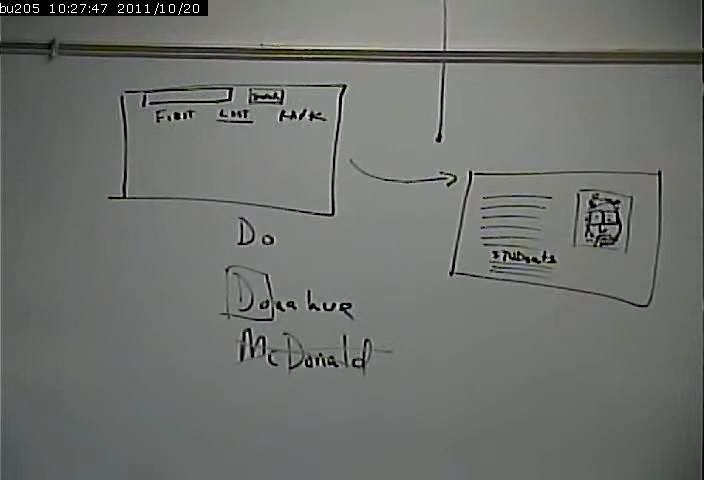 bu205 10:27:47 2011/10/20
Search
FIRST LAST RANK
STUDENTS
Do
Donahue
McDonald